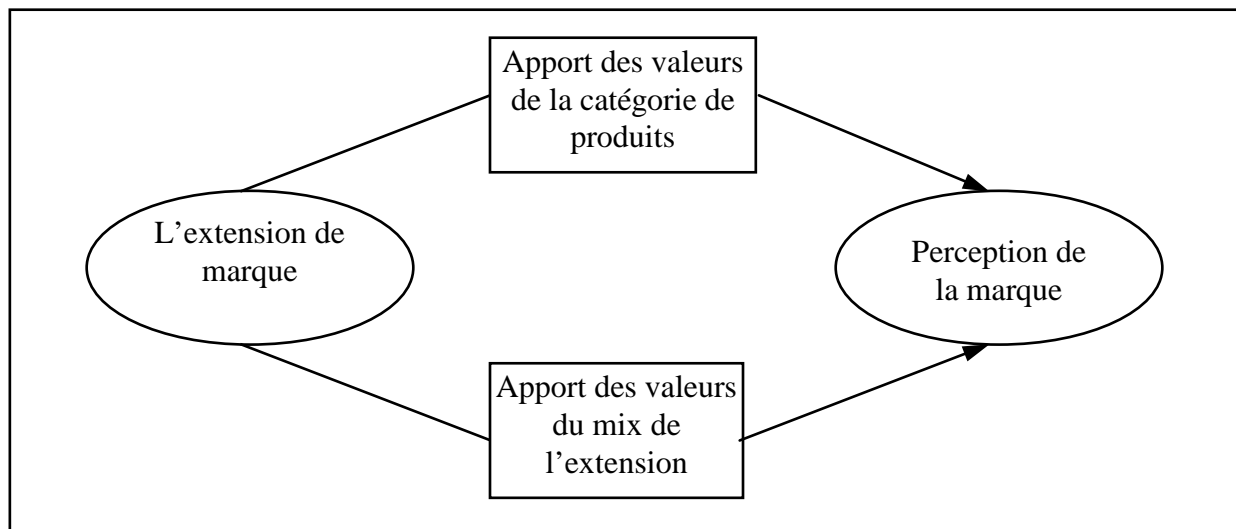 Apport des valeurs
de la catégorie de
produits
L’extension de
marque
Perception de
la marque
Apport des valeurs
du mix de
l’extension